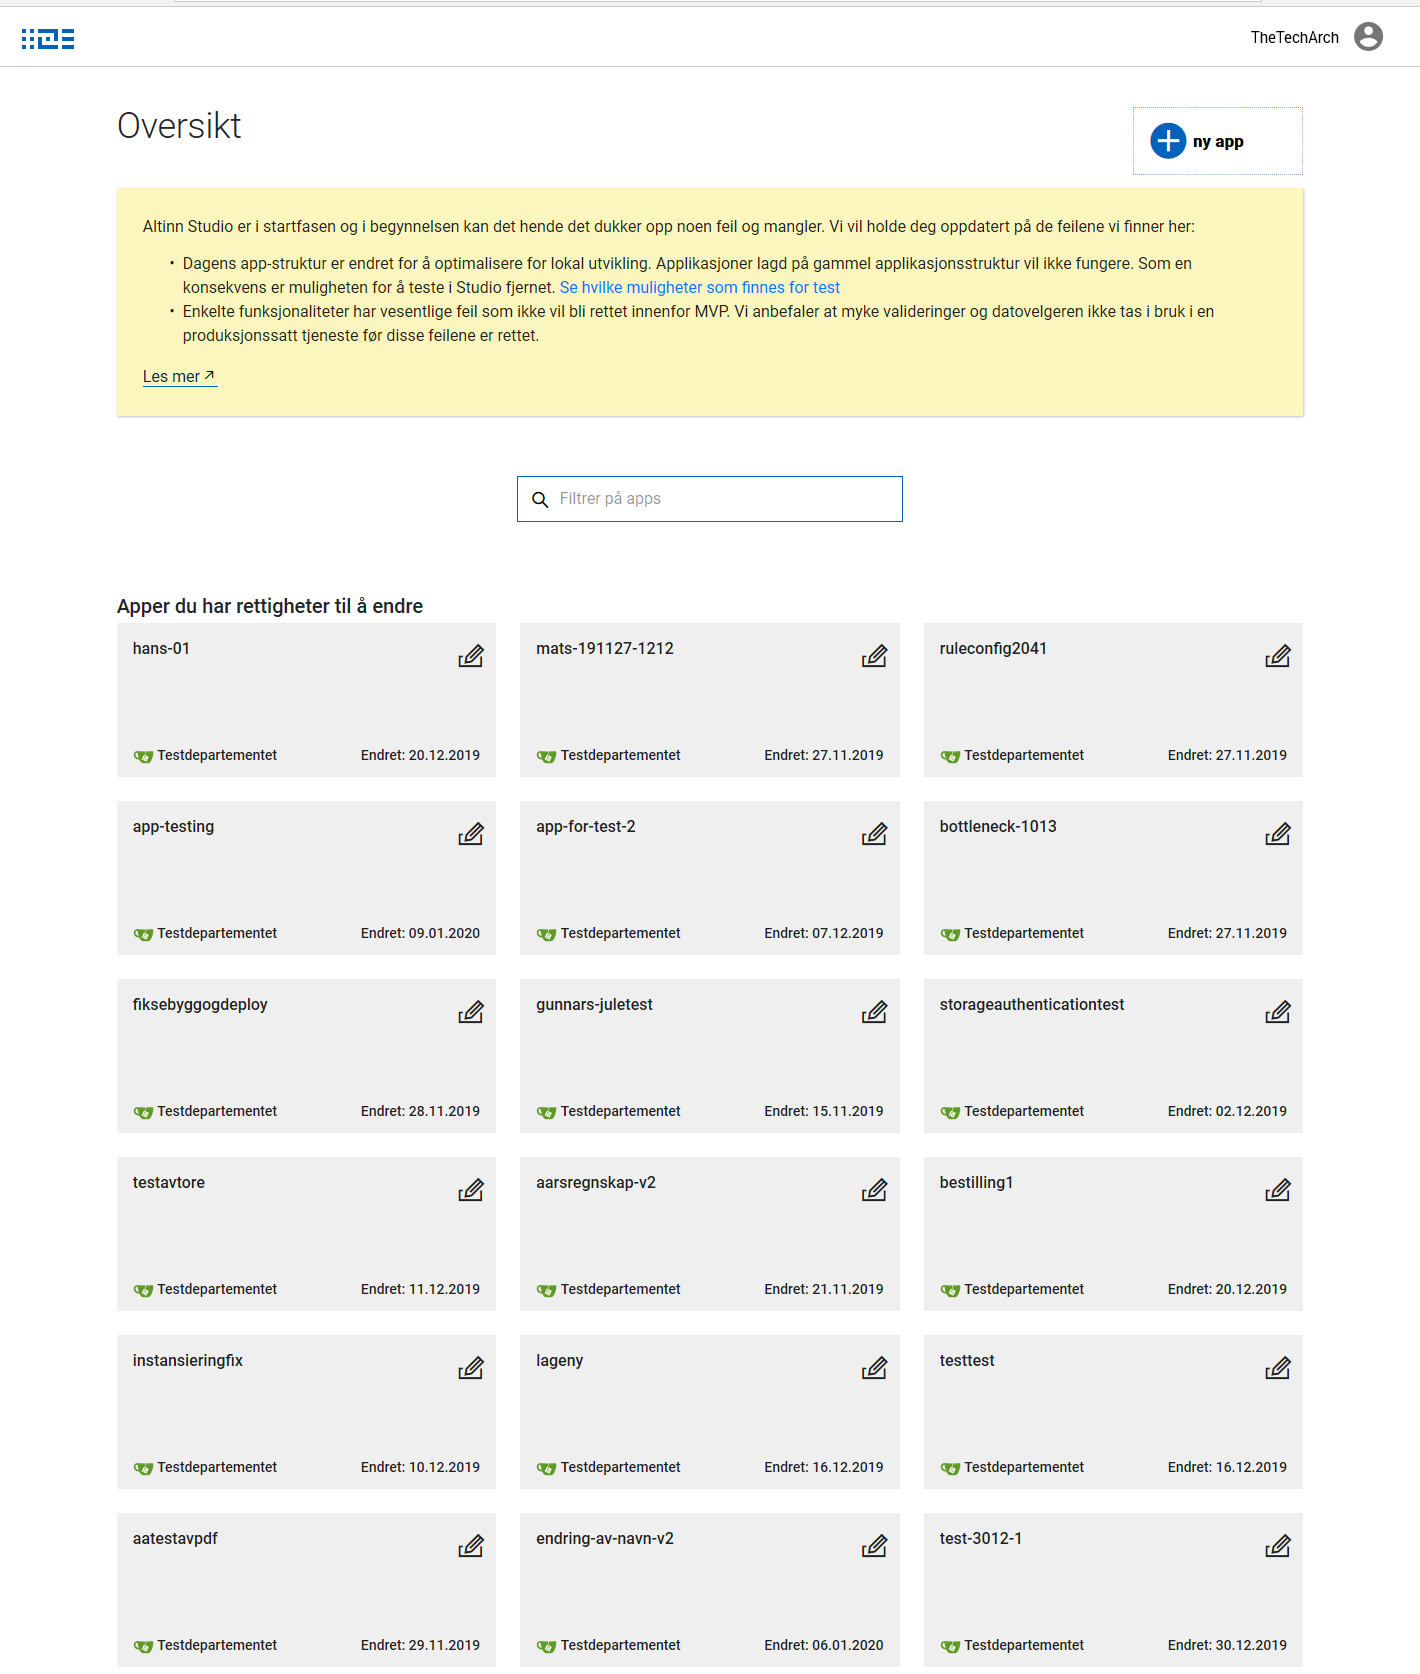 TheTechArch
Oversikt
ny app
Altinn Studio er i startfasen og i begynnelsen kan det hende det dukker opp noen feil og mangler. Vi vil holde deg oppdatert på de feilene vi finner her:
• Dagens app-struktur er endret for å optimalisere for lokal utvikling. Applikasjoner lagd på gammel applikasjonsstruktur vil ikke fungere. Som en
konsekvens er muligheten for å teste i Studio fjernet. Se hvilke muligheter som finnes for test
• Enkelte funksjonaliteter har vesentlige feil som ikke vil bli rettet innenfor MVP. Vi anbefaler at myke valideringer og datovelgeren ikke tas i bruk i en
produksjonssatt tjeneste før disse feilene er rettet.
Les mer
Filtrer på apps
Apper du har rettigheter til å endre
hans-01
Testdepartementet Endret: 20.12.2019
mats-191127-1212
Testdepartementet Endret: 27.11.2019
ruleconfig2041
Testdepartementet Endret: 27.11.2019
app-testing
Testdepartementet Endret: 09.01.2020
app-for-test-2
Testdepartementet Endret: 07.12.2019
bottleneck-1013
Testdepartementet Endret: 27.11.2019
fiksebyggogdeploy
Testdepartementet Endret: 28.11.2019
gunnars-juletest
Testdepartementet Endret: 15.11.2019
storageauthenticationtest
Testdepartementet Endret: 02.12.2019
testavtore
Testdepartementet Endret: 11.12.2019
aarsregnskap-v2
Testdepartementet Endret: 21.11.2019
bestilling1
Testdepartementet Endret: 20.12.2019
instansieringfix
Testdepartementet Endret: 10.12.2019
lageny
Testdepartementet Endret: 16.12.2019
testtest
Testdepartementet Endret: 16.12.2019
aatestavpdf
Testdepartementet Endret: 29.11.2019
endring-av-navn-v2
Testdepartementet Endret: 06.01.2020
test-3012-1
Testdepartementet Endret: 30.12.2019